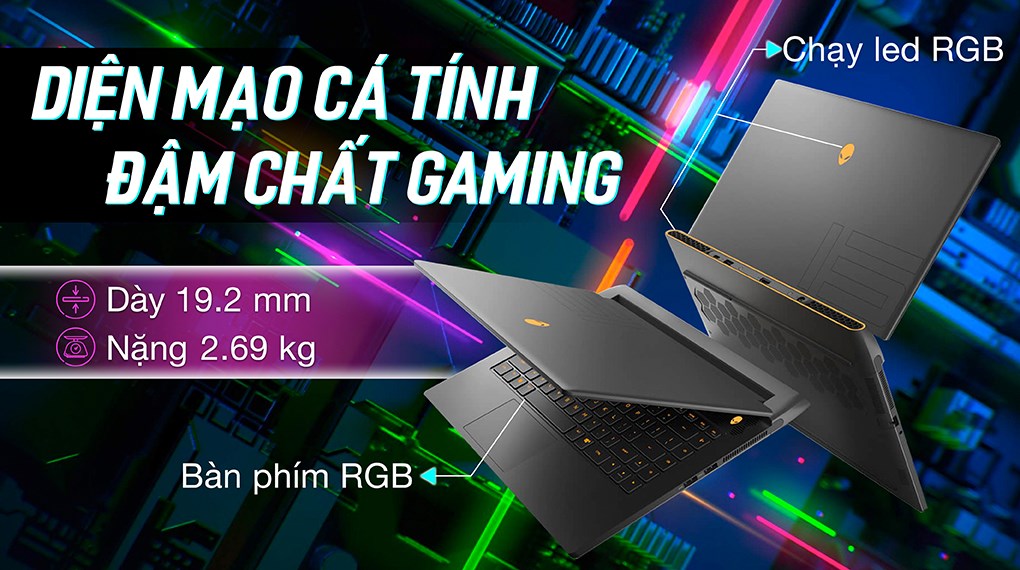 DIỆN MẠO CÁ TÍNH
ĐẬM CHẤT GAMING
Chạy led RGB
Dày 19.2 mm
Nặng 2.69 kg
Bàn phím RGB